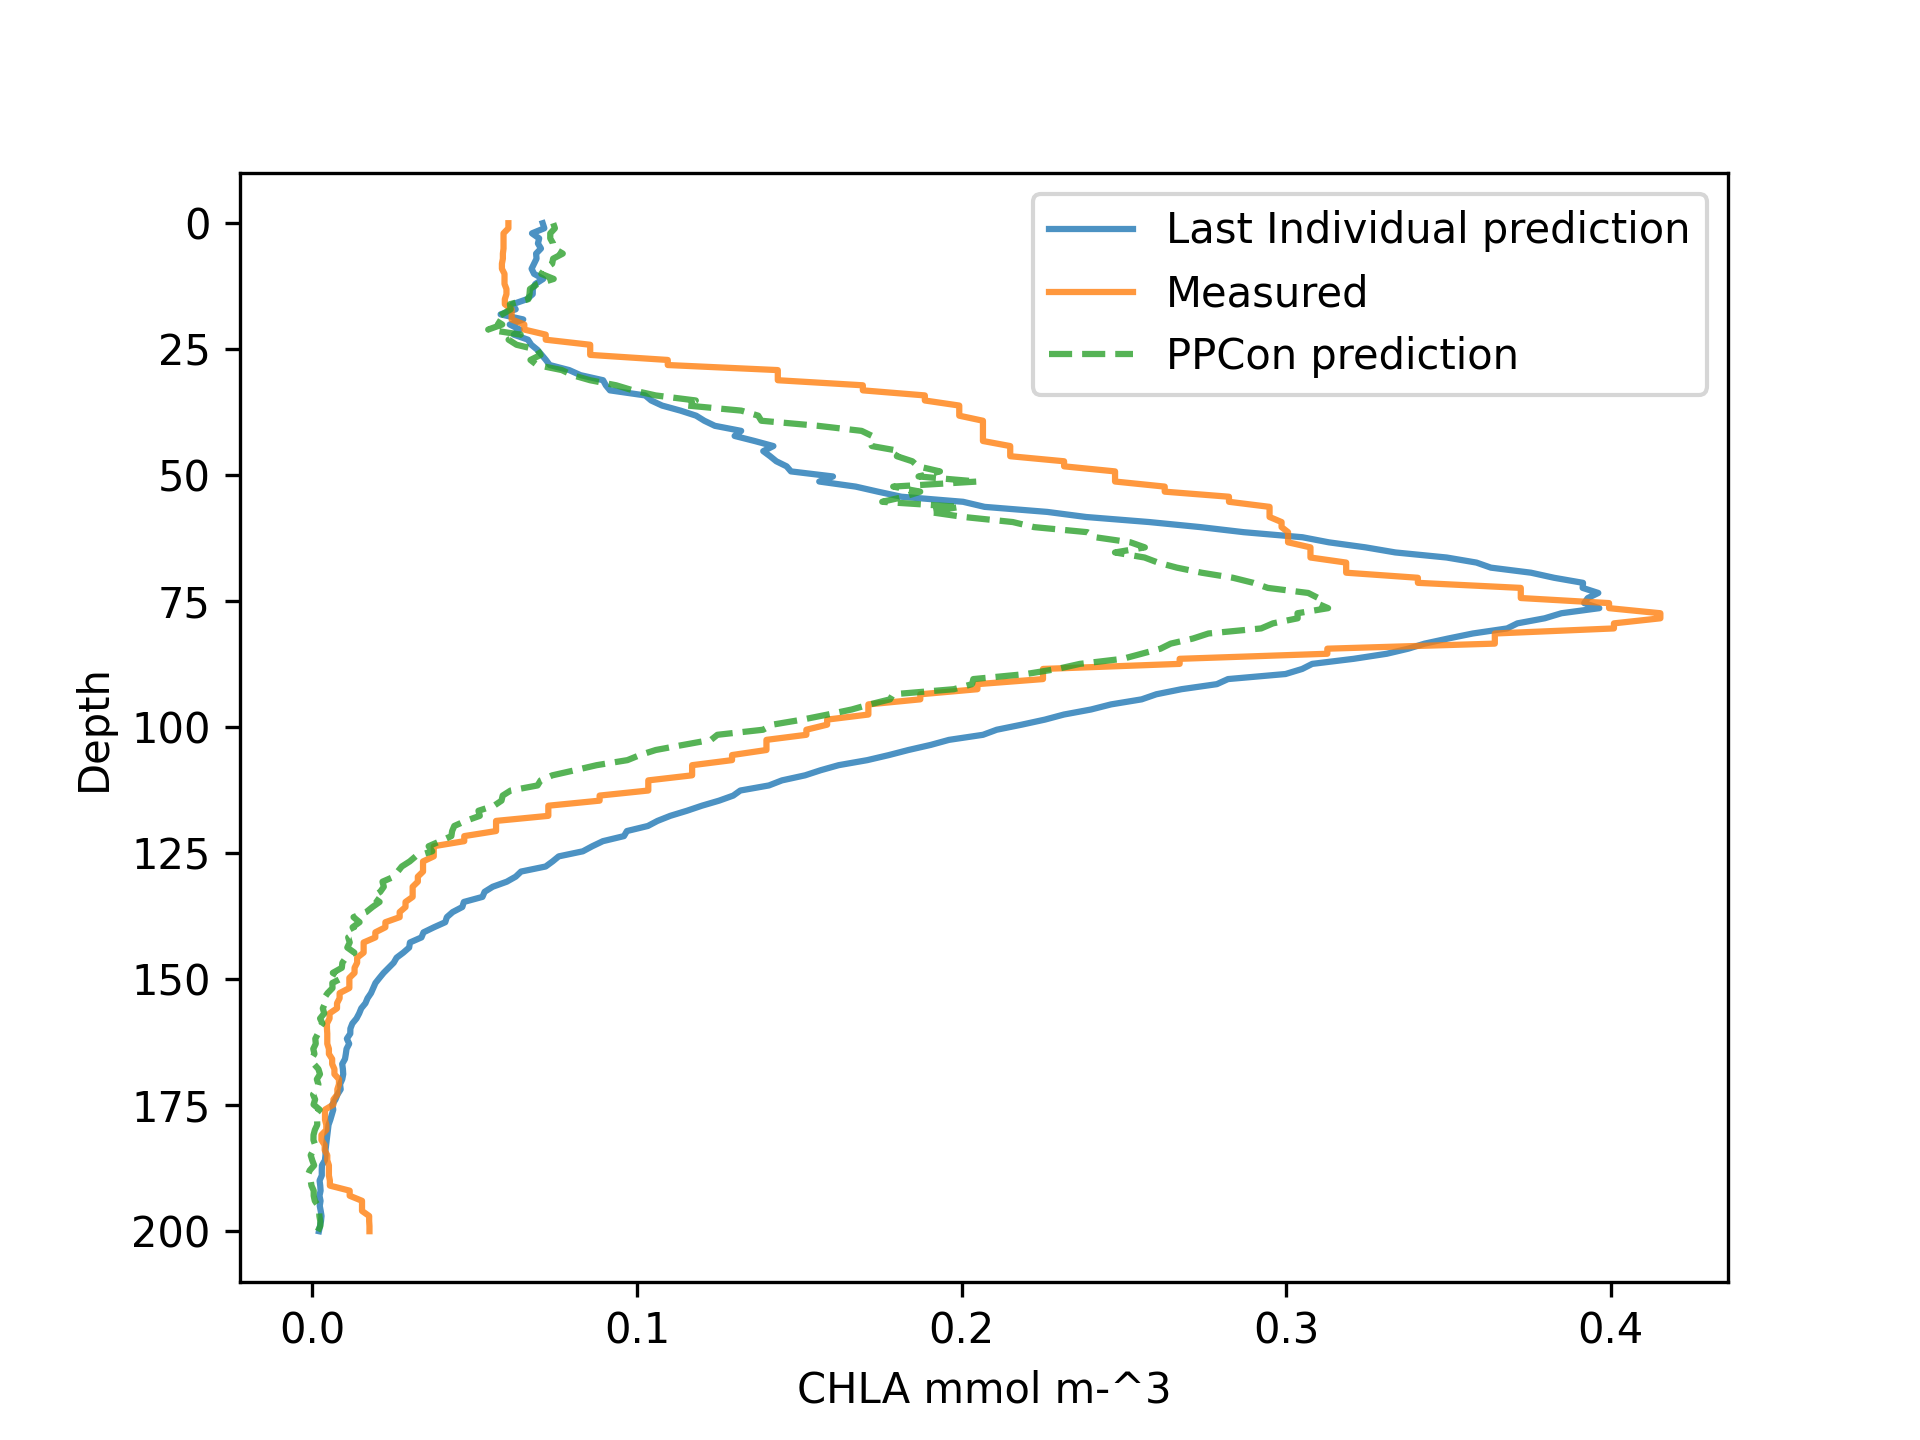 Last Individual prediction
Measured
PPCon prediction
0
25
50
75
100
125
150
175
200
Depth
0.0 0.1 0.2 0.3 0.4
CHLA mmol m-^3